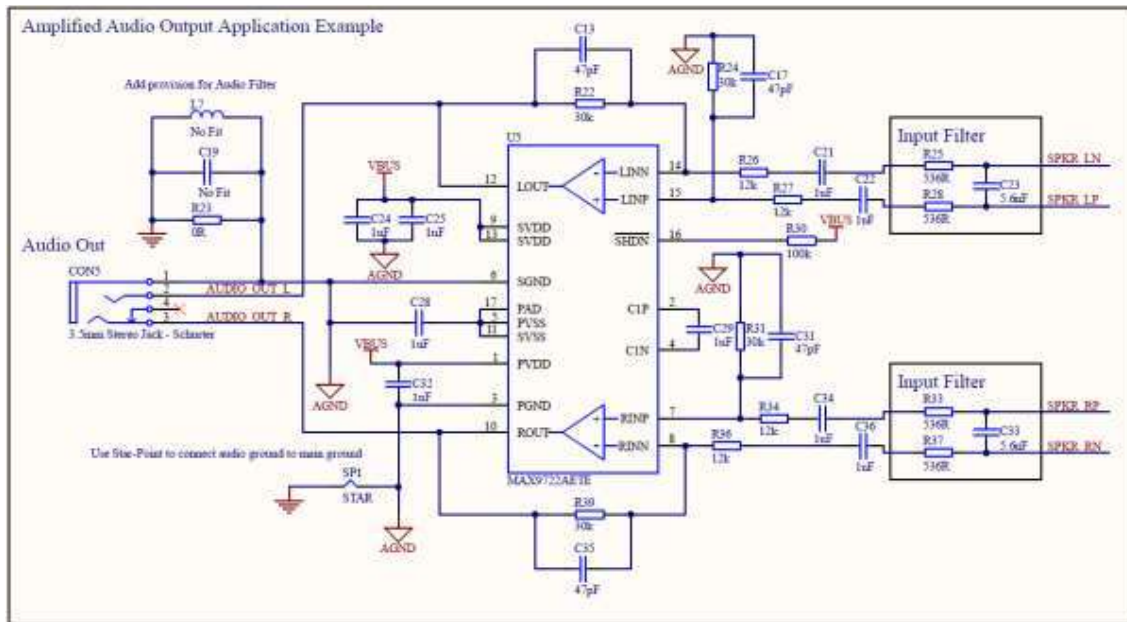 Amplified Audio Output Application Example
Add provision for Audio Filter
L7
No Fit
C19
No Fit
R23
0R
Audio Out
CON5
1
2
4
3
AUDIO_OUT_L
AUDIO_OUT_R
3.5mm Stereo Jack - Schurter
C13
47pF
R22
30k
AGND
R24
30k
C17
47pF
U5
VBUS
C24
1uF
C25
1uF
AGND
12
9
13
6
17
5
11
1
3
10
LOUT
SVDD
SVDD
SGND
PAD
PVSS
SVSS
PVDD
PGND
ROUT
LINN
LINP
SHDN
C1P
C1N
RINP
RINN
14
15
16
2
4
7
8
MAX9722AETE
C28
1uF
VBUS
C32
1uF
AGND
Use Star-Point to connect audio ground to main ground
SP1
STAR
AGND
R26
12k
C21
1uF
R27
12k
C22
1uF
VBUS
R30
100k
Input Filter
R25
536R
R28
536R
C23
5.6nF
SPKR_LN
SPKR_LP
AGND
C29
1uF
R31
30k
C31
47pF
R34
12k
C34
1uF
R36
12k
C36
1uF
Input Filter
R33
536R
R37
536R
C33
5.6nF
SPKR_RP
SPKR_RN
R39
30k
C35
47pF